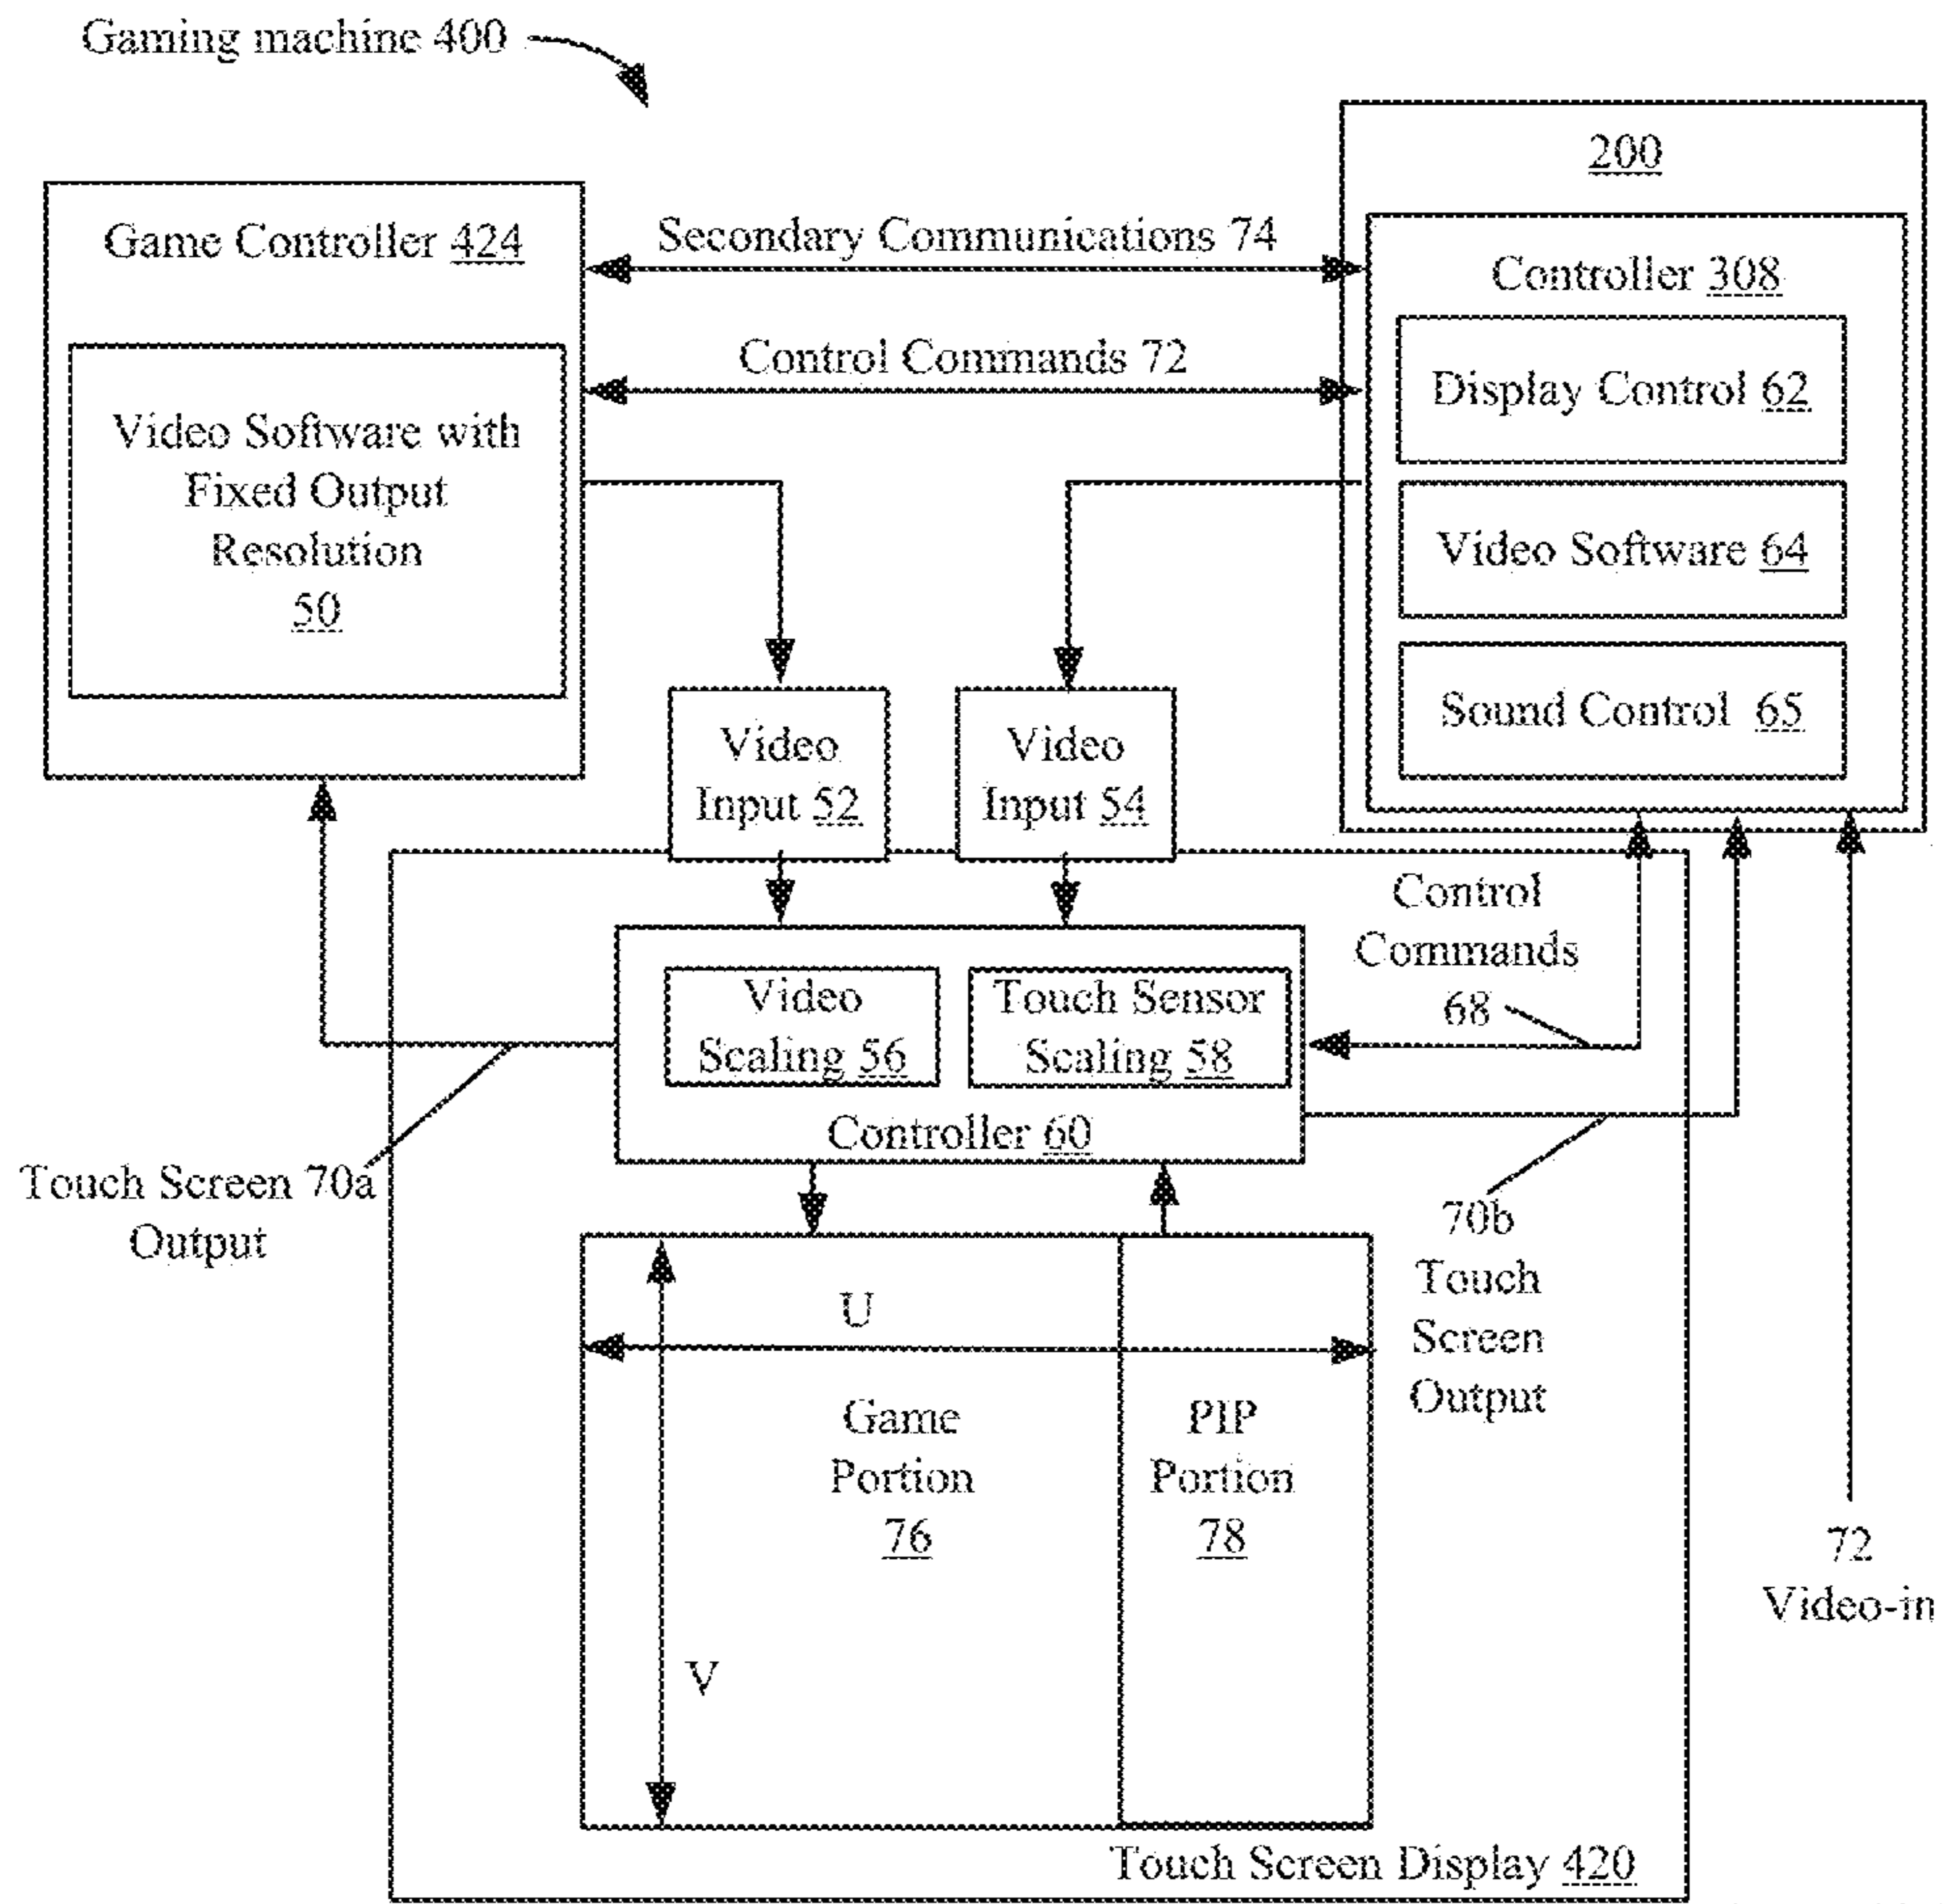 Gaming machine 400
200
Game Controller 424
Secondary Communications 74
Controller 308
Control Commands 72
Display Control 62
Video Software with
Fixed Output
Resolution
50
Video Software 64
Sound Control 65
Video
Input 52
Video
Input 54
Control
Commands
68
Video
Scaling 56
Touch Sensor
Scaling 58
Controller 60
Touch Screen 70a
Output
70b
Touch
Screen
Output
U
Game
Portion
76
PIP
Portion
78
72
Video-in
V
Touch Screen Display 420